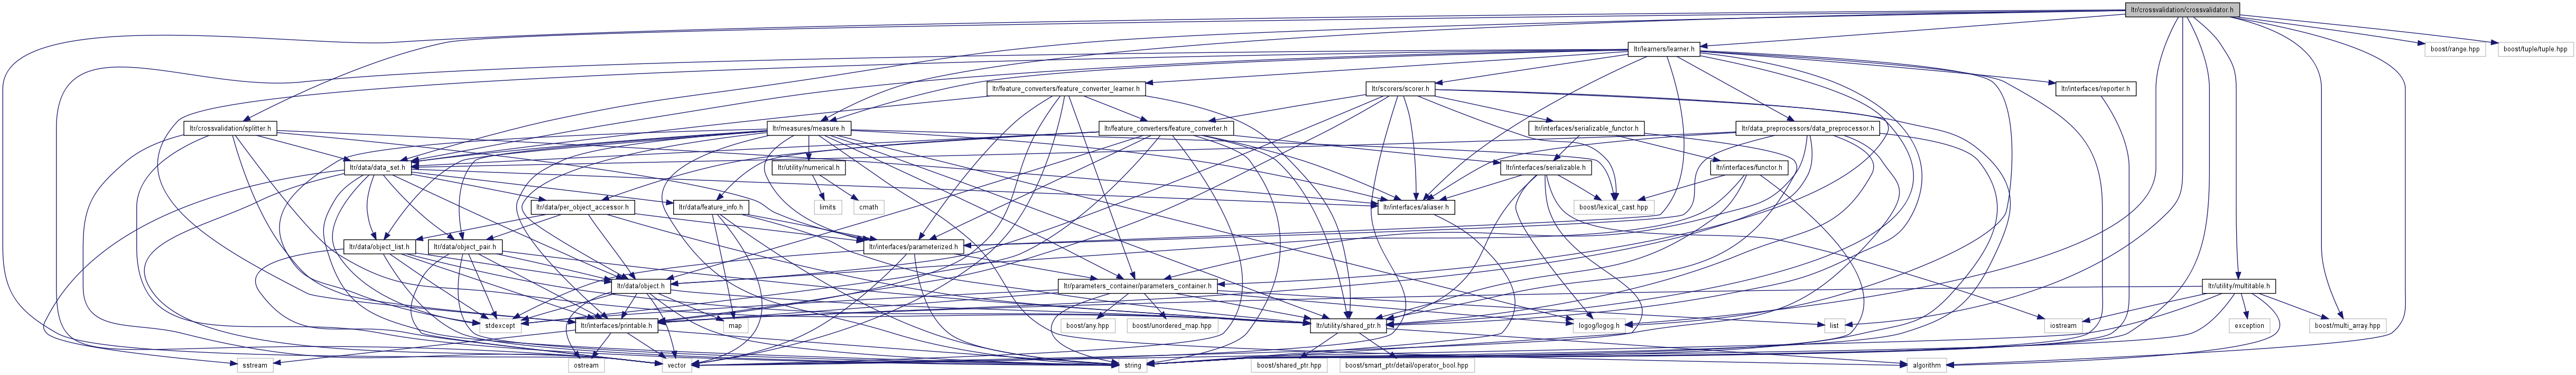 ltr/crossvalidation/crossvalidator.h
ltr/learners/learner.h
boost/range.hpp
boost/tuple/tuple.hpp
ltr/feature_converters/feature_converter_learner.h
ltr/scorers/scorer.h
ltr/interfaces/reporter.h
ltr/crossvalidation/splitter.h
ltr/measures/measure.h
ltr/feature_converters/feature_converter.h
ltr/interfaces/serializable_functor.h
ltr/data_preprocessors/data_preprocessor.h
ltr/data/data_set.h
ltr/utility/numerical.h
ltr/interfaces/serializable.h
ltr/interfaces/functor.h
ltr/data/per_object_accessor.h
ltr/data/feature_info.h
limits
cmath
ltr/interfaces/aliaser.h
boost/lexical_cast.hpp
ltr/data/object_list.h
ltr/data/object_pair.h
ltr/interfaces/parameterized.h
ltr/data/object.h
ltr/parameters_container/parameters_container.h
ltr/utility/multitable.h
stdexcept
ltr/interfaces/printable.h
map
boost/any.hpp
boost/unordered_map.hpp
ltr/utility/shared_ptr.h
logog/logog.h
list
iostream
exception
boost/multi_array.hpp
sstream
ostream
vector
string
boost/shared_ptr.hpp
boost/smart_ptr/detail/operator_bool.hpp
algorithm